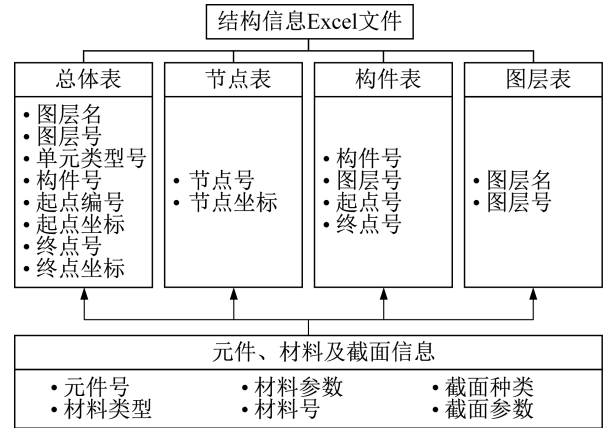 结构信息Excel文件
总体表
• 图层名
• 图层号
• 单元类型号
• 构件号
• 起点编号
• 起点坐标
• 终点号
• 终点坐标
节点表
• 节点号
• 节点坐标
构件表
• 构件号
• 图层号
• 起点号
• 终点号
图层表
• 图层名
• 图层号
元件、材料及截面信息
• 元件号
• 材料类型
• 材料参数
• 材料号
• 截面种类
• 截面参数